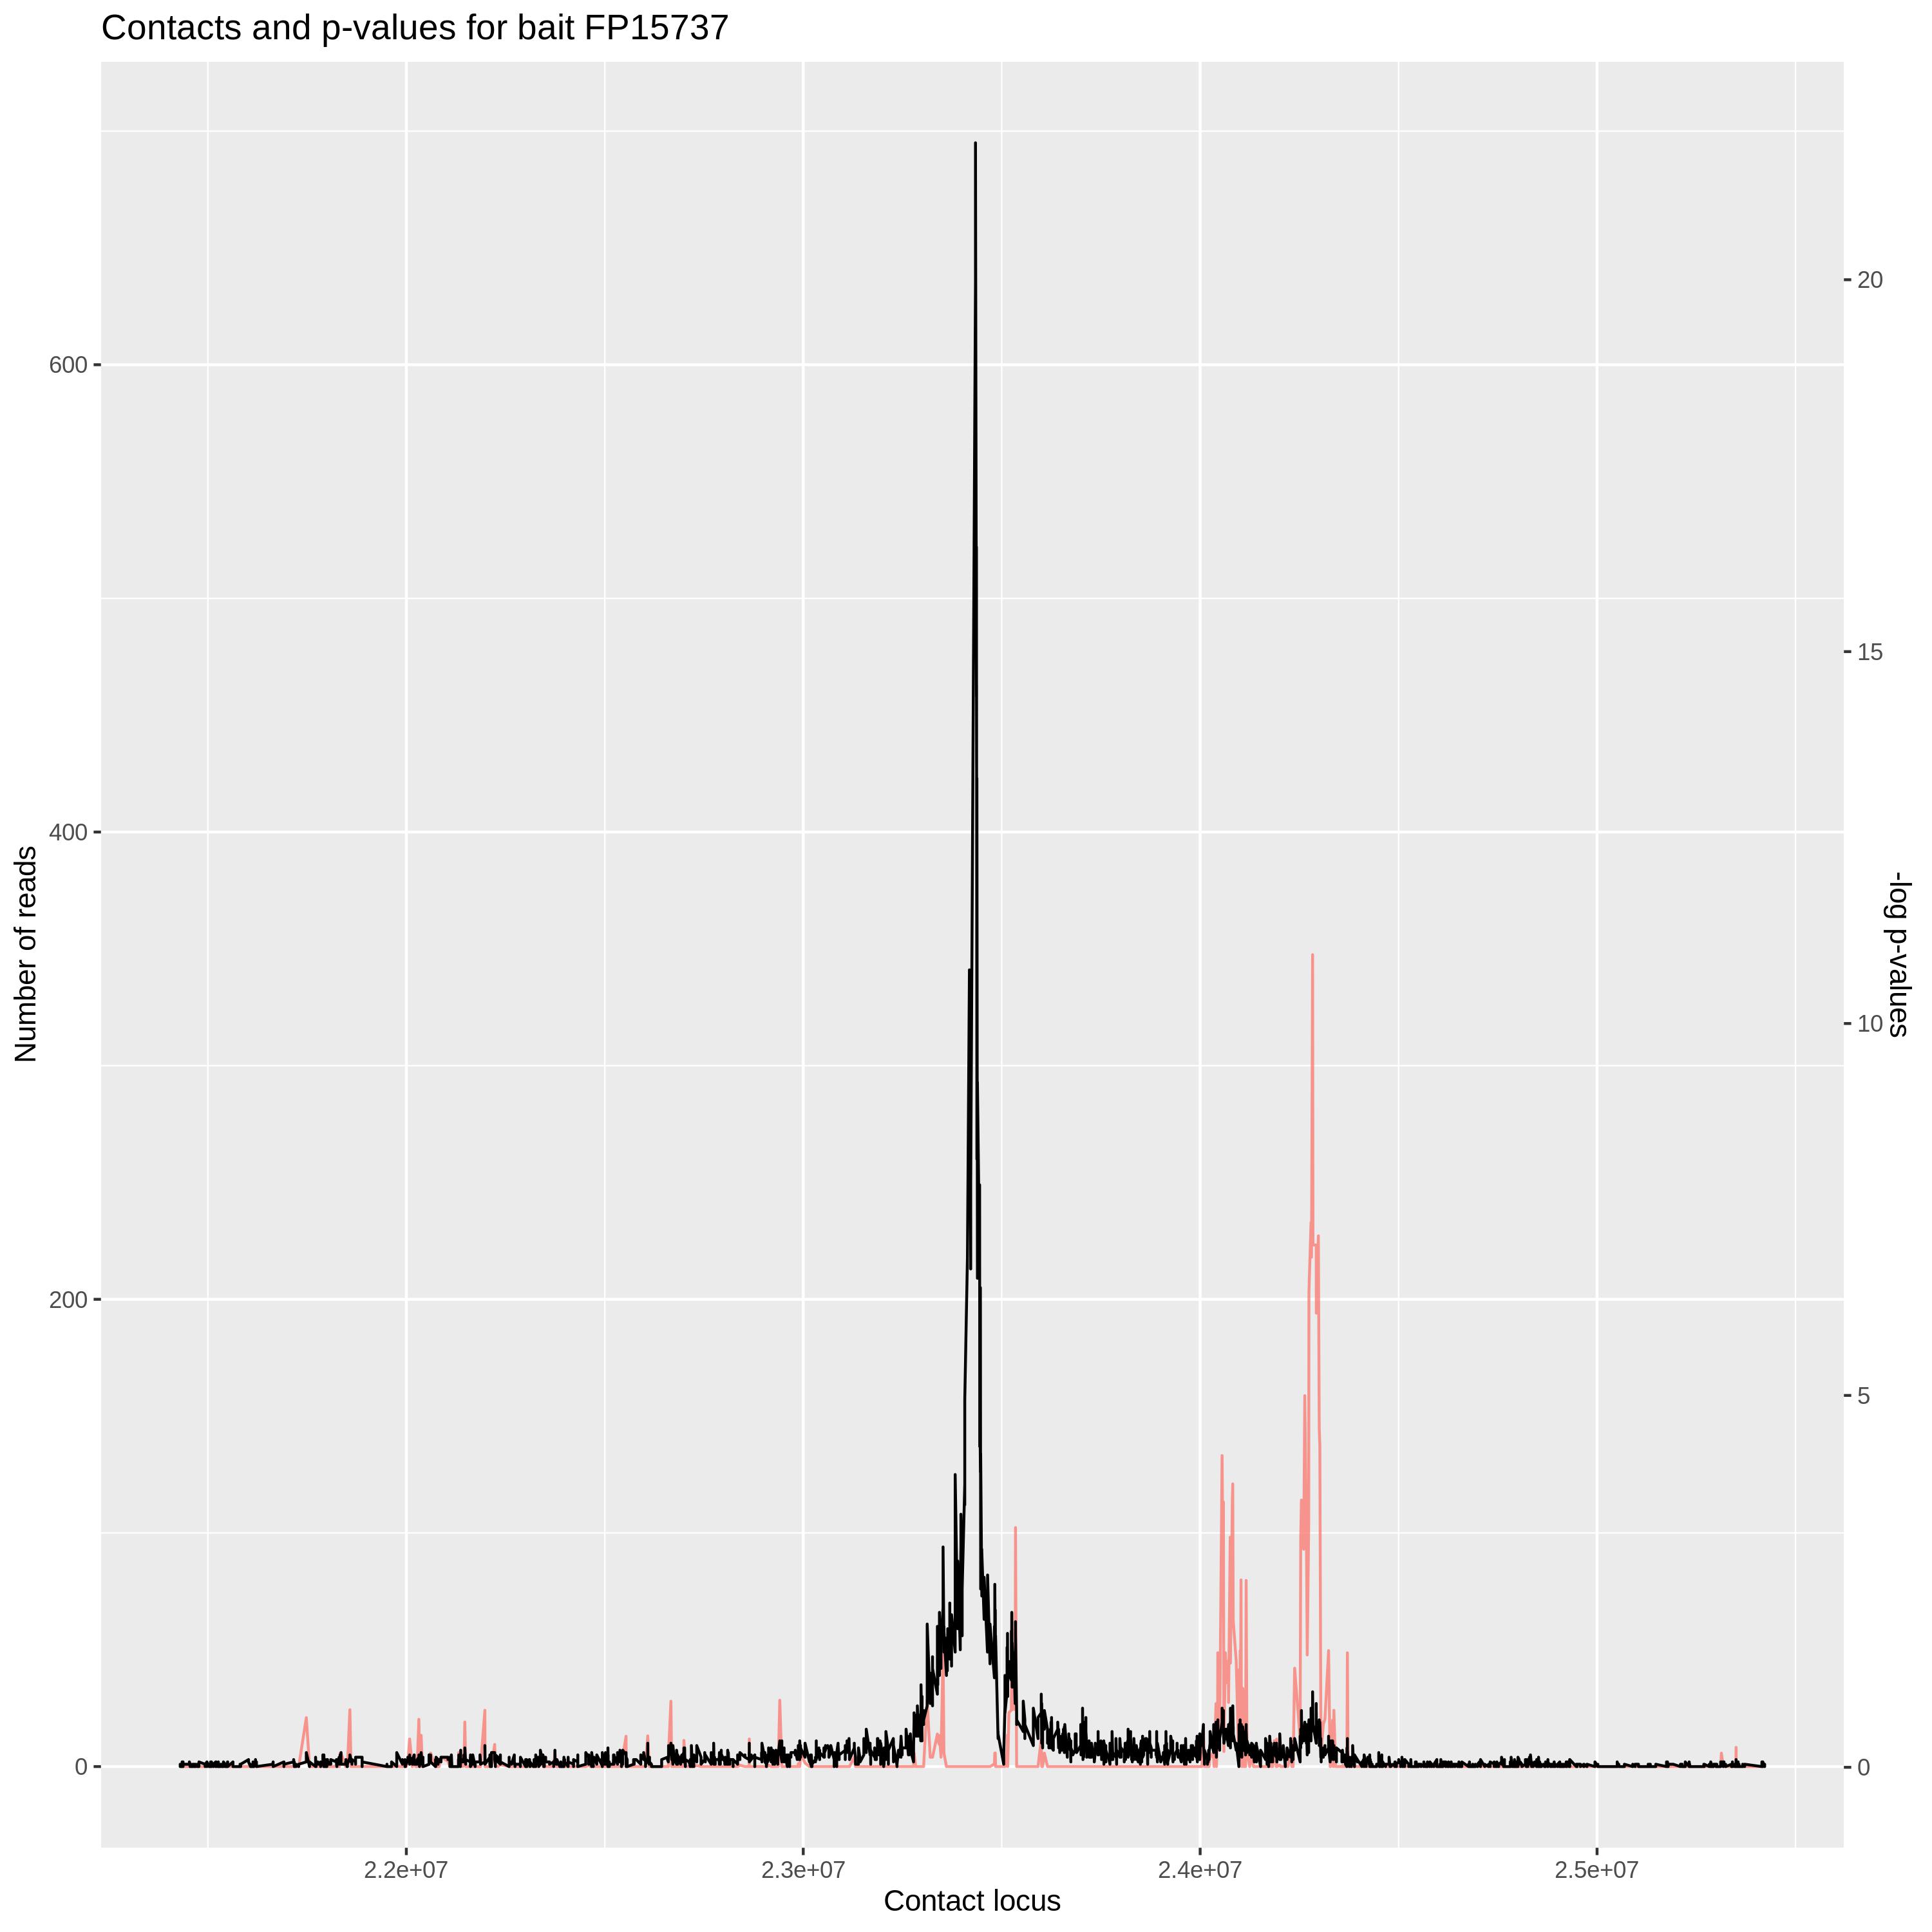 Contacts and p-values for bait FP15737
600
400
200
0
Number of reads
20
15
10
5
0
-log p-values
2.2e+07
2.3e+07
2.4e+07
2.5e+07
Contact locus